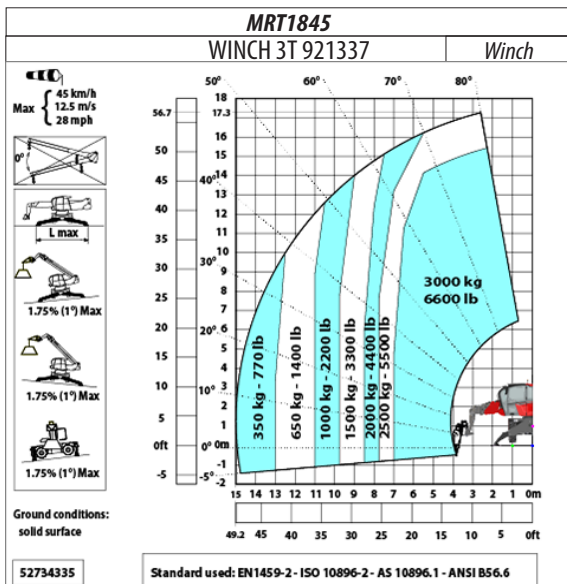 MRT1845
WINCH 3T 921337
Winch
Max { 45 km/h
12.5 m/s
28 mph
0°
L max
1.75% (1°) Max
1.75% (1°) Max
1.75% (1°) Max
Ground conditions:
solid surface
52734335
50°
60°
70°
80°
40°
30°
20°
10°
0°
-5°
56.7
50
45
40
35
30
25
20
15
10
5
0ft
-5
18
17.3
16
15
14
13
12
11
10
9
8
7
6
5
4
3
2
1
0m
-1
-2
350 kg - 770 lb
650 kg - 1400 lb
1000 kg - 2200 lb
1500 kg - 3300 lb
2000 kg - 4400 lb
2500 kg - 5500 lb
3000 kg
6600 lb
15 14 13 12 11 10 9 8 7 6 5 4 3 2 1 0m
49.2 45 40 35 30 25 20 15 10 5 0ft
Standard used: EN1459-2 - ISO 10896-2 - AS 10896.1 - ANSI B56.6